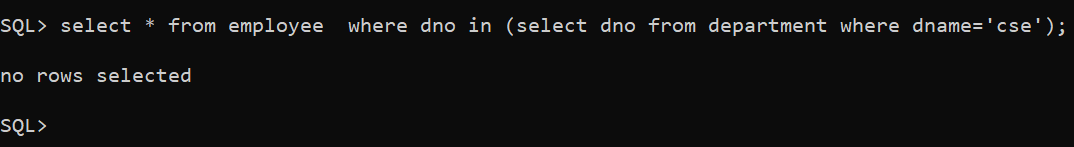 SQL> select * from employee  where dno in (select dno from department where dname='cse');
no rows selected
SQL>